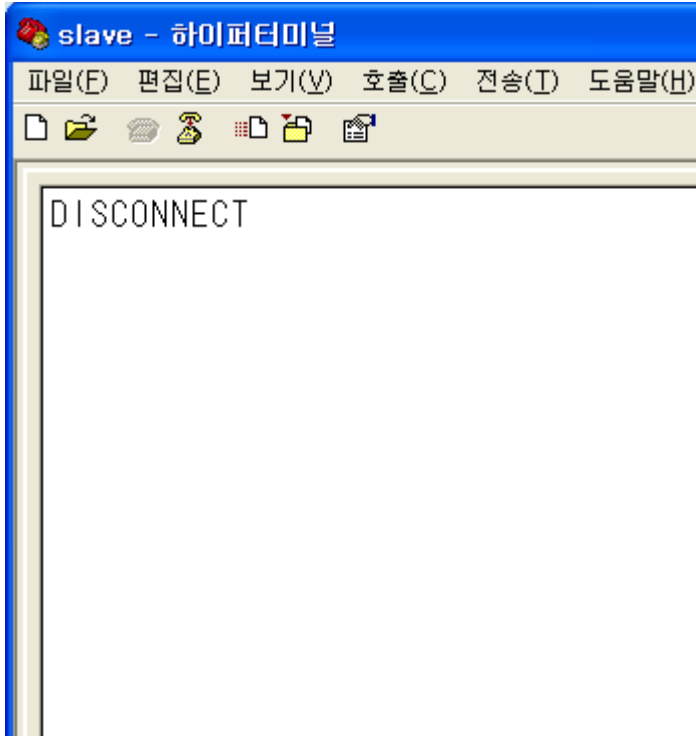 slave - 하이퍼터미널
파일(F) 편집(E) 보기(V) 호출(C) 전송(T) 도움말(H)
DISCONNECT